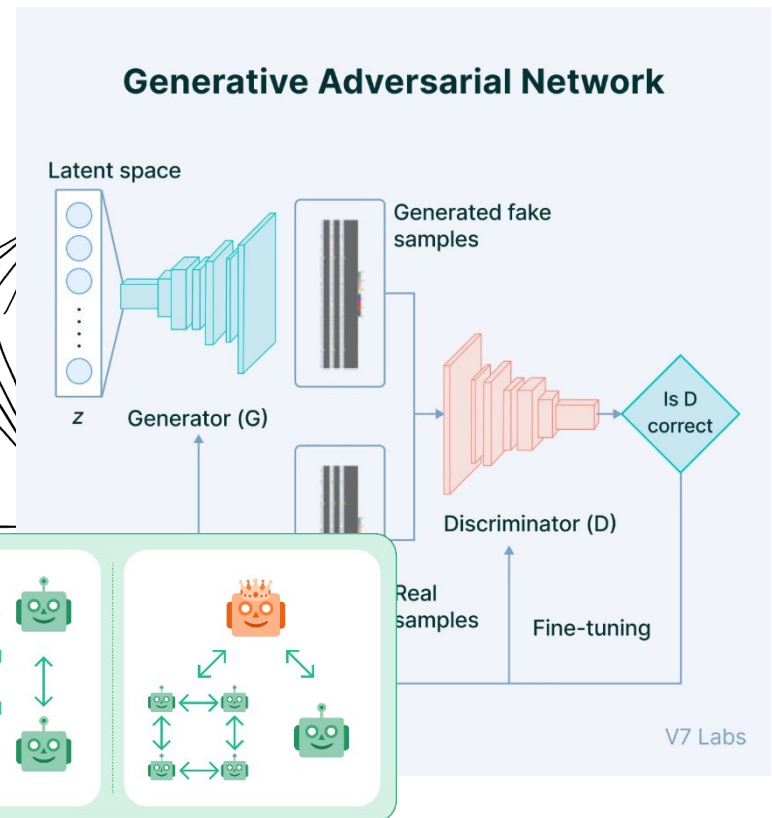 Generative Adversarial Network
Latent space
Generated fake
samples
Is D
correct
z
Generator (G)
Discriminator (D)
Real
samples
Fine-tuning
V7 Labs